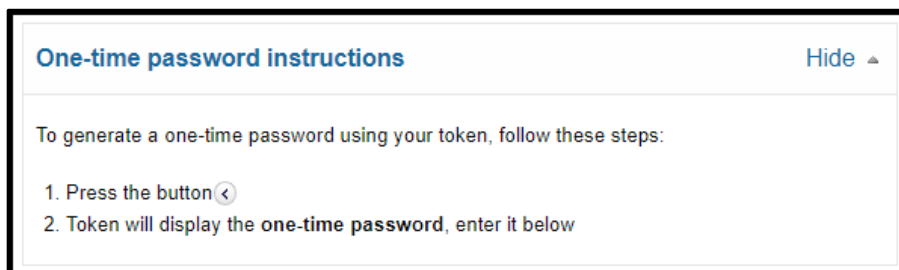 One-time password instructions Hide
To generate a one-time password using your token, follow these steps:
1. Press the button
2. Token will display the one-time password, enter it below